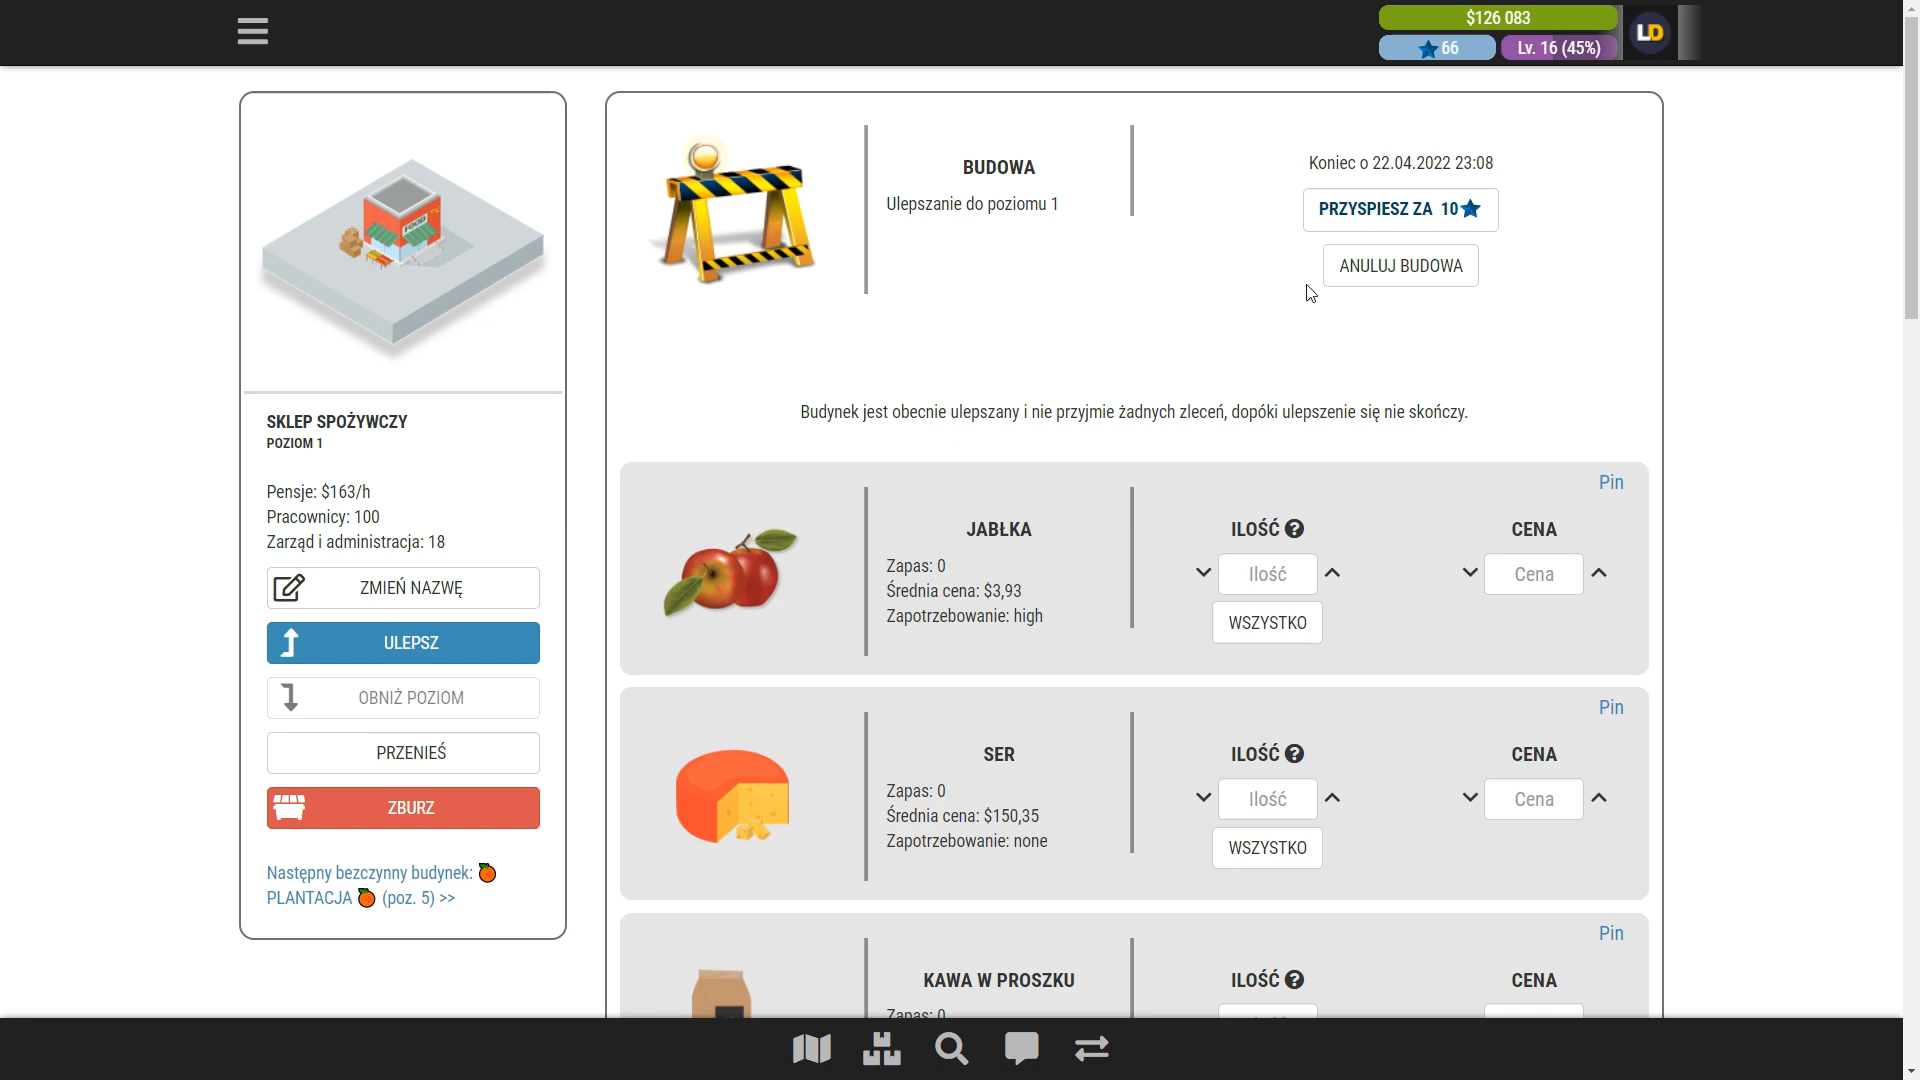 $126 083
66
Lv. 16 (45%)
LD
FOOD
BUDOWA
Ulepszanie do poziomu 1
Koniec o 22.04.2022 23:08
PRZYSPIESZ ZA 10
ANULUJ BUDOWA
SKLEP SPOŻYWCZY
POZIOM 1
Pensje: $163/h
Pracownicy: 100
Zarząd i administracja: 18
ZMIEŃ NAZWĘ
ULEPSZ
OBNIŻ POZIOM
PRZENIEŚ
ZBURZ
Następny bezczynny budynek:
PLANTACJA (poz. 5) >>
Budynek jest obecnie ulepszany i nie przyjmie żadnych zleceń, dopóki ulepszenie się nie skończy.
Pin
JABŁKA
Zapas: 0
Średnia cena: $3,93
Zapotrzebowanie: high
ILOŚĆ ?
Ilość
WSZYSTKO
CENA
Cena
Pin
SER
Zapas: 0
Średnia cena: $150,35
Zapotrzebowanie: none
ILOŚĆ ?
Ilość
WSZYSTKO
CENA
Cena
Pin
KAWA W PROSZKU
Zapas: 0
ILOŚĆ ?
CENA